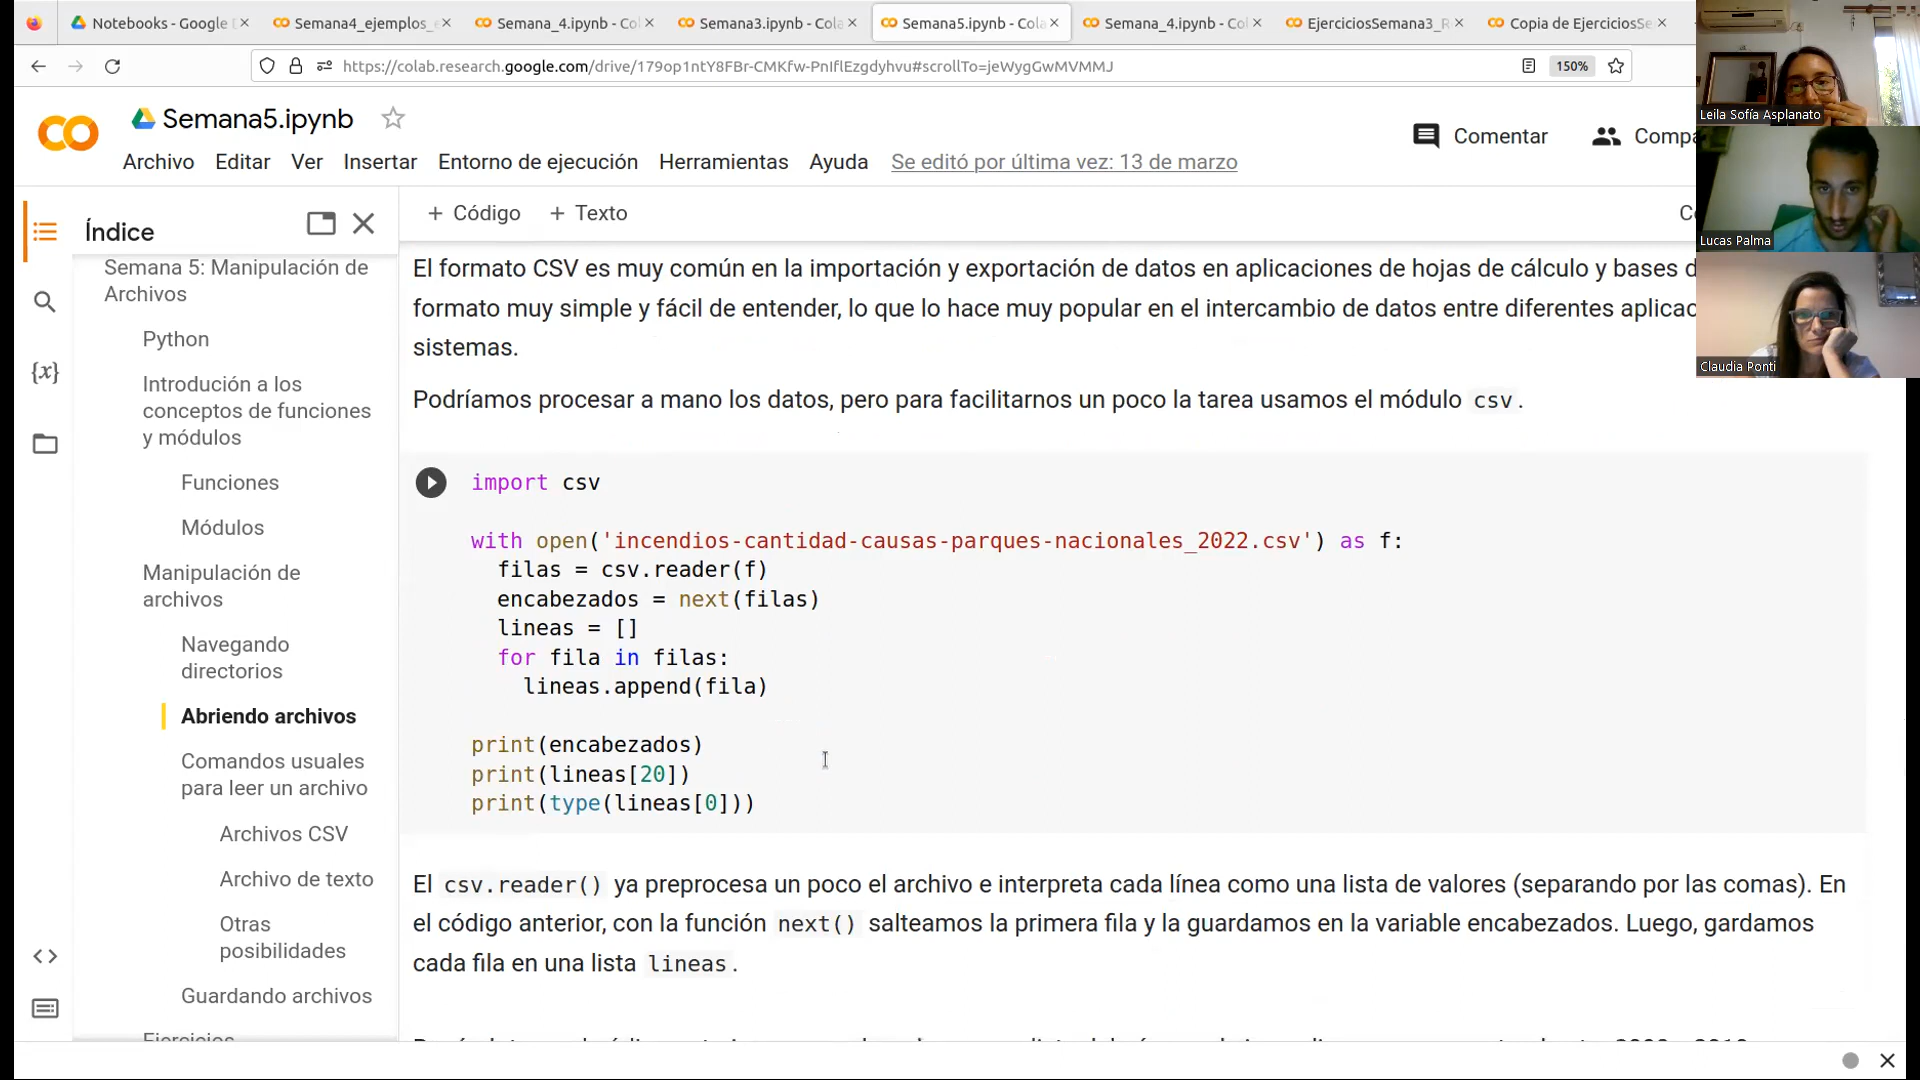 Notebooks - Google D
Semana4_ejemplos_e
Semana_4.ipynb - Col
Semana3.ipynb - Cola
Semana5.ipynb - Cola
Semana_4.ipynb - Col
EjerciciosSemana3_R
Copia de EjerciciosSe
https://colab.research.google.com/drive/179op1ntY8FBr-CMKfw-PnIflEzgdyhvu#scrollTo=jeWygGwMVMMJ
150%
Semana5.ipynb
Comentar
Compa
Archivo Editar Ver Insertar Entorno de ejecución Herramientas Ayuda Se editó por última vez: 13 de marzo
Índice
+ Código + Texto
Co
Semana 5: Manipulación de
Archivos
Python
Introdución a los
conceptos de funciones
y módulos
Funciones
Módulos
Manipulación de
archivos
Navegando
directorios
Abriendo archivos
Comandos usuales
para leer un archivo
Archivos CSV
Archivo de texto
Otras
posibilidades
Guardando archivos
Ejercicios
El formato CSV es muy común en la importación y exportación de datos en aplicaciones de hojas de cálculo y bases d
formato muy simple y fácil de entender, lo que lo hace muy popular en el intercambio de datos entre diferentes aplicac
sistemas.
Podríamos procesar a mano los datos, pero para facilitarnos un poco la tarea usamos el módulo csv.
import csv
with open('incendios-cantidad-causas-parques-nacionales_2022.csv') as f:
filas = csv.reader(f)
encabezados = next(filas)
lineas = []
for fila in filas:
lineas.append(fila)
print(encabezados)
print(lineas[20])
print(type(lineas[0]))
El csv.reader() ya preprocesa un poco el archivo e interpreta cada línea como una lista de valores (separando por las comas). En
el código anterior, con la función next() salteamos la primera fila y la guardamos en la variable encabezados. Luego, gardamos
cada fila en una lista lineas.
Leila Sofía Asplanato
Lucas Palma
Claudia Ponti